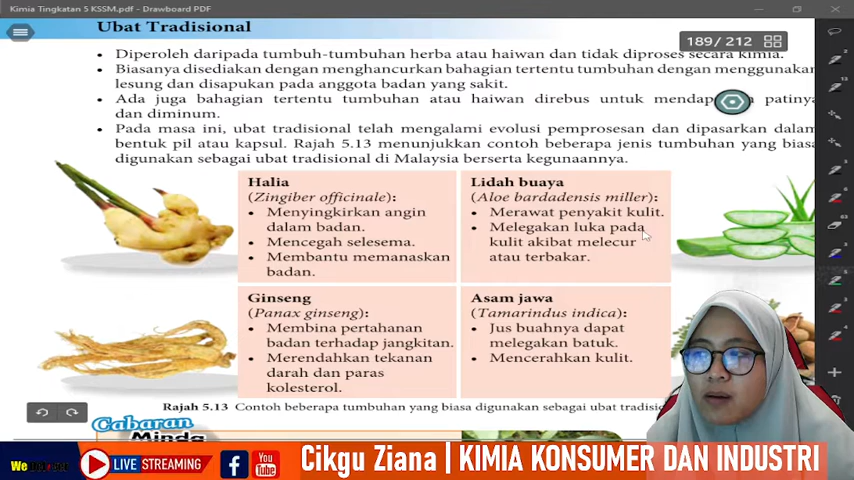 Kimia Tingkatan 5 KSSM.pdf - Drawboard PDF
Ubat Tradisional
189 / 212
• Diperoleh daripada tumbuh-tumbuhan herba atau haiwan dan tidak diproses secara kimia.
• Biasanya disediakan dengan menghancurkan bahagian tertentu tumbuhan dengan menggunakan
lesung dan disapukan pada anggota badan yang sakit.
• Ada juga bahagian tertentu tumbuhan atau haiwan direbus untuk patinya
dan diminum.
• Pada masa ini, ubat tradisional telah mengalami evolusi pemprosesan dan dipasarkan dalam
bentuk pil atau kapsul. Rajah 5.13 menunjukkan contoh beberapa jenis tumbuhan yang
digunakan sebagai ubat tradisional di Malaysia berserta kegunaannya.
Halia
(Zingiber officinale):
• Menyingkirkan angin
dalam badan.
• Mencegah selesema.
• Membantu memanaskan
badan.
Lidah buaya
(Aloe bardadensis miller):
• Merawat penyakit kulit.
• Melegakan luka pada
kulit akibat melecur
atau terbakar.
Ginseng
(Panax ginseng):
• Membina pertahanan
badan terhadap jangkitan.
• Merendahkan tekanan
darah dan paras
kolesterol.
Asam jawa
(Tamarindus indica):
• Jus buahnya dapat
melegakan batuk.
• Mencerahkan kulit.
Rajah 5.13 Contoh beberapa tumbuhan yang biasa digunakan sebagai ubat
Cabaran
Minda
LIVE STREAMING
You
Tube
Cikgu Ziana | KIMIA KONSUMER DAN INDUSTRI